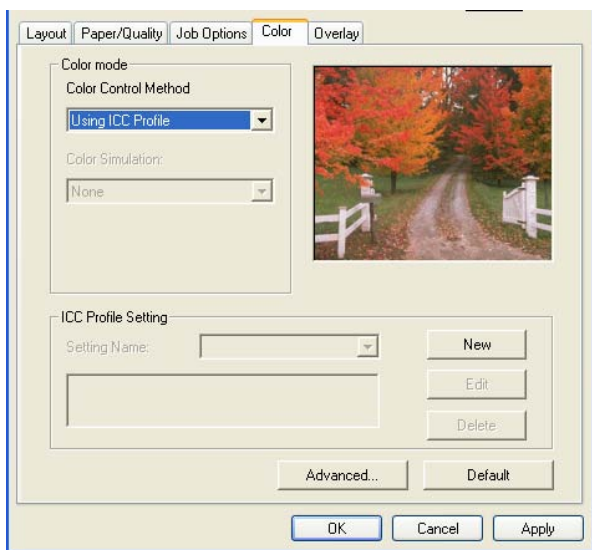 Layout Paper/Quality Job Options Color Overlay
Color mode
Color Control Method
Using ICC Profile
Color Simulation:
None
ICC Profile Setting
Setting Name:
New
Edit
Delete
Advanced... Default
OK Cancel Apply